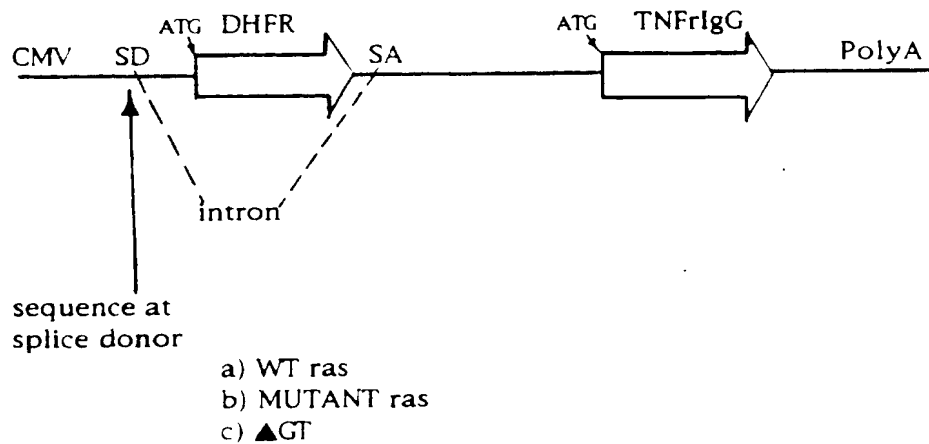 ATG DHFR ATG TNFrIgG
CMV SD SA PolyA
intron
sequence at
splice donor
a) WT ras
b) MUTANT ras
c) ▲GT